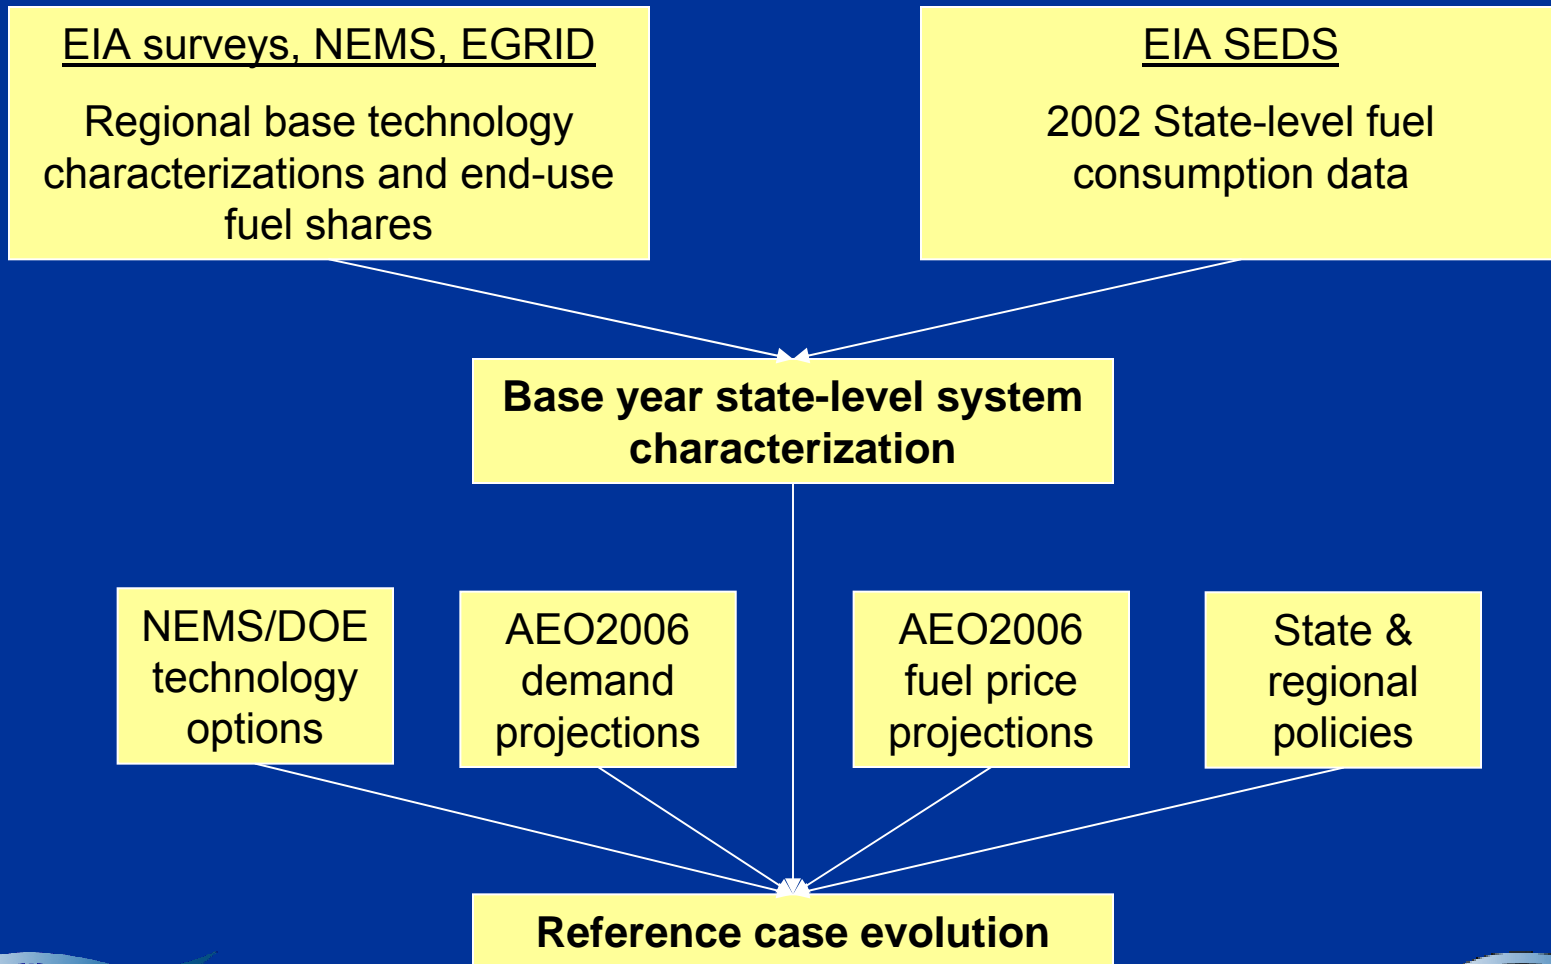 EIA surveys, NEMS, EGRID
Regional base technology
characterizations and end-use
fuel shares
EIA SEDS
2002 State-level fuel
consumption data
Base year state-level system
characterization
NEMS/DOE
technology
options
AEO2006
demand
projections
AEO2006
fuel price
projections
State &
regional
policies
Reference case evolution